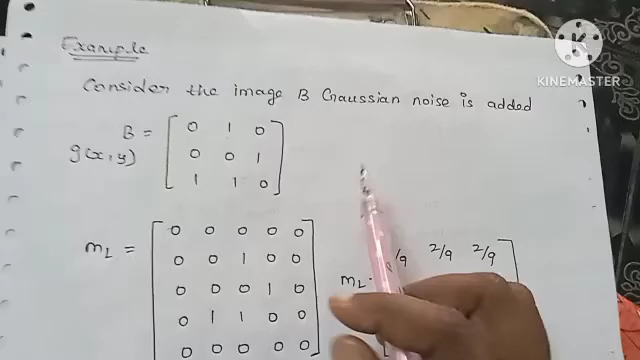 Example
Consider the image B Gaussian noise is added
B = [ 0 1 0
g(x,y) 0 0 1
1 1 0 ]
mL = [ 0 0 0 0 0
0 0 1 0 0
0 0 0 1 0
0 1 1 0 0
0 0 0 0 0 ]
/9 2/9 2/9 ]
mL
KINEMASTER